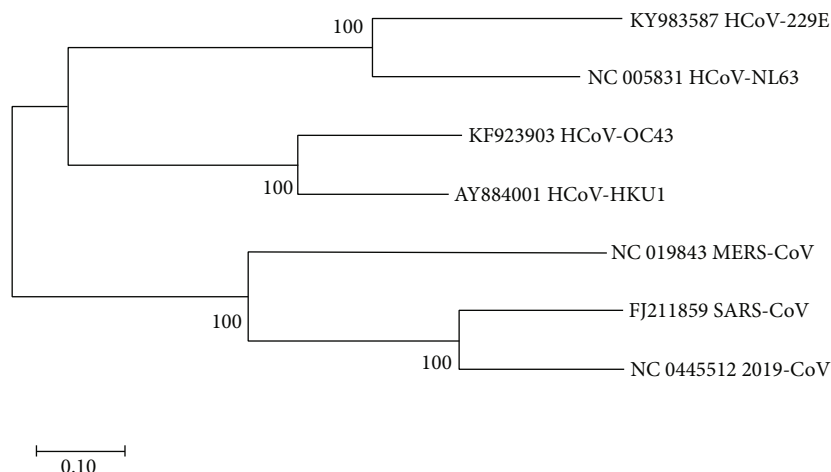 100
KY983587 HCoV-229E
NC 005831 HCoV-NL63
KF923903 HCoV-OC43
100
AY884001 HCoV-HKU1
NC 019843 MERS-CoV
100
FJ211859 SARS-CoV
100
NC 0445512 2019-CoV
0.10